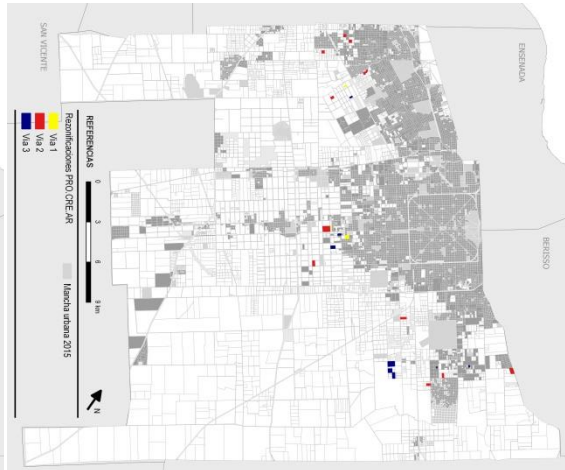 SAN VICENTE
ENSENADA
BERISSO
REFERENCIAS
0 3 6 9 km
N
Rezonificaciones PRO.CRE.AR
Vía 1
Vía 2
Vía 3
Mancha urbana 2015